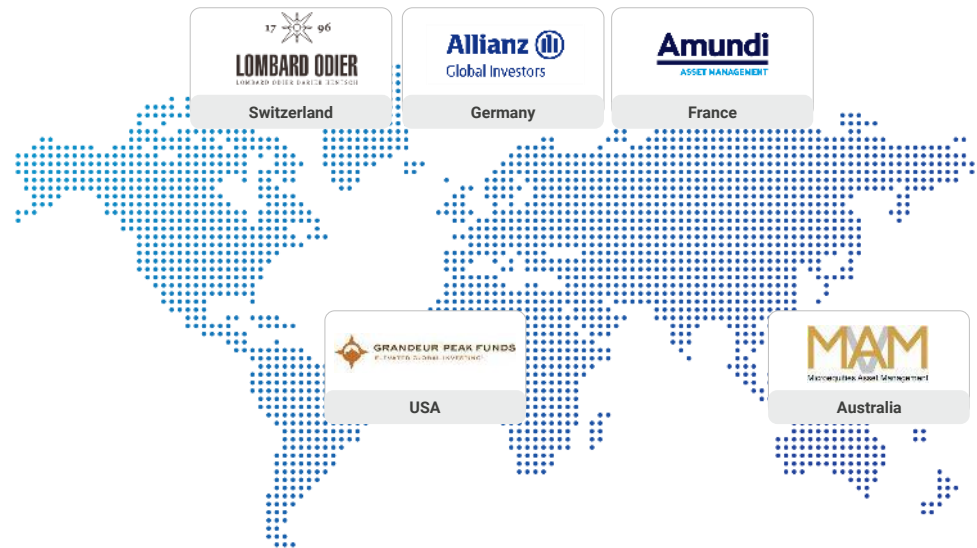 17 96
LOMBARD ODIER
LOMBARD ODIER DARIER HENTSCH
Switzerland
Allianz
Global Investors
Germany
Amundi
ASSET MANAGEMENT
France
GRANDEUR PEAK FUNDS
ELEVATED GLOBAL INVESTING
USA
MAM
Microequities Asset Management
Australia